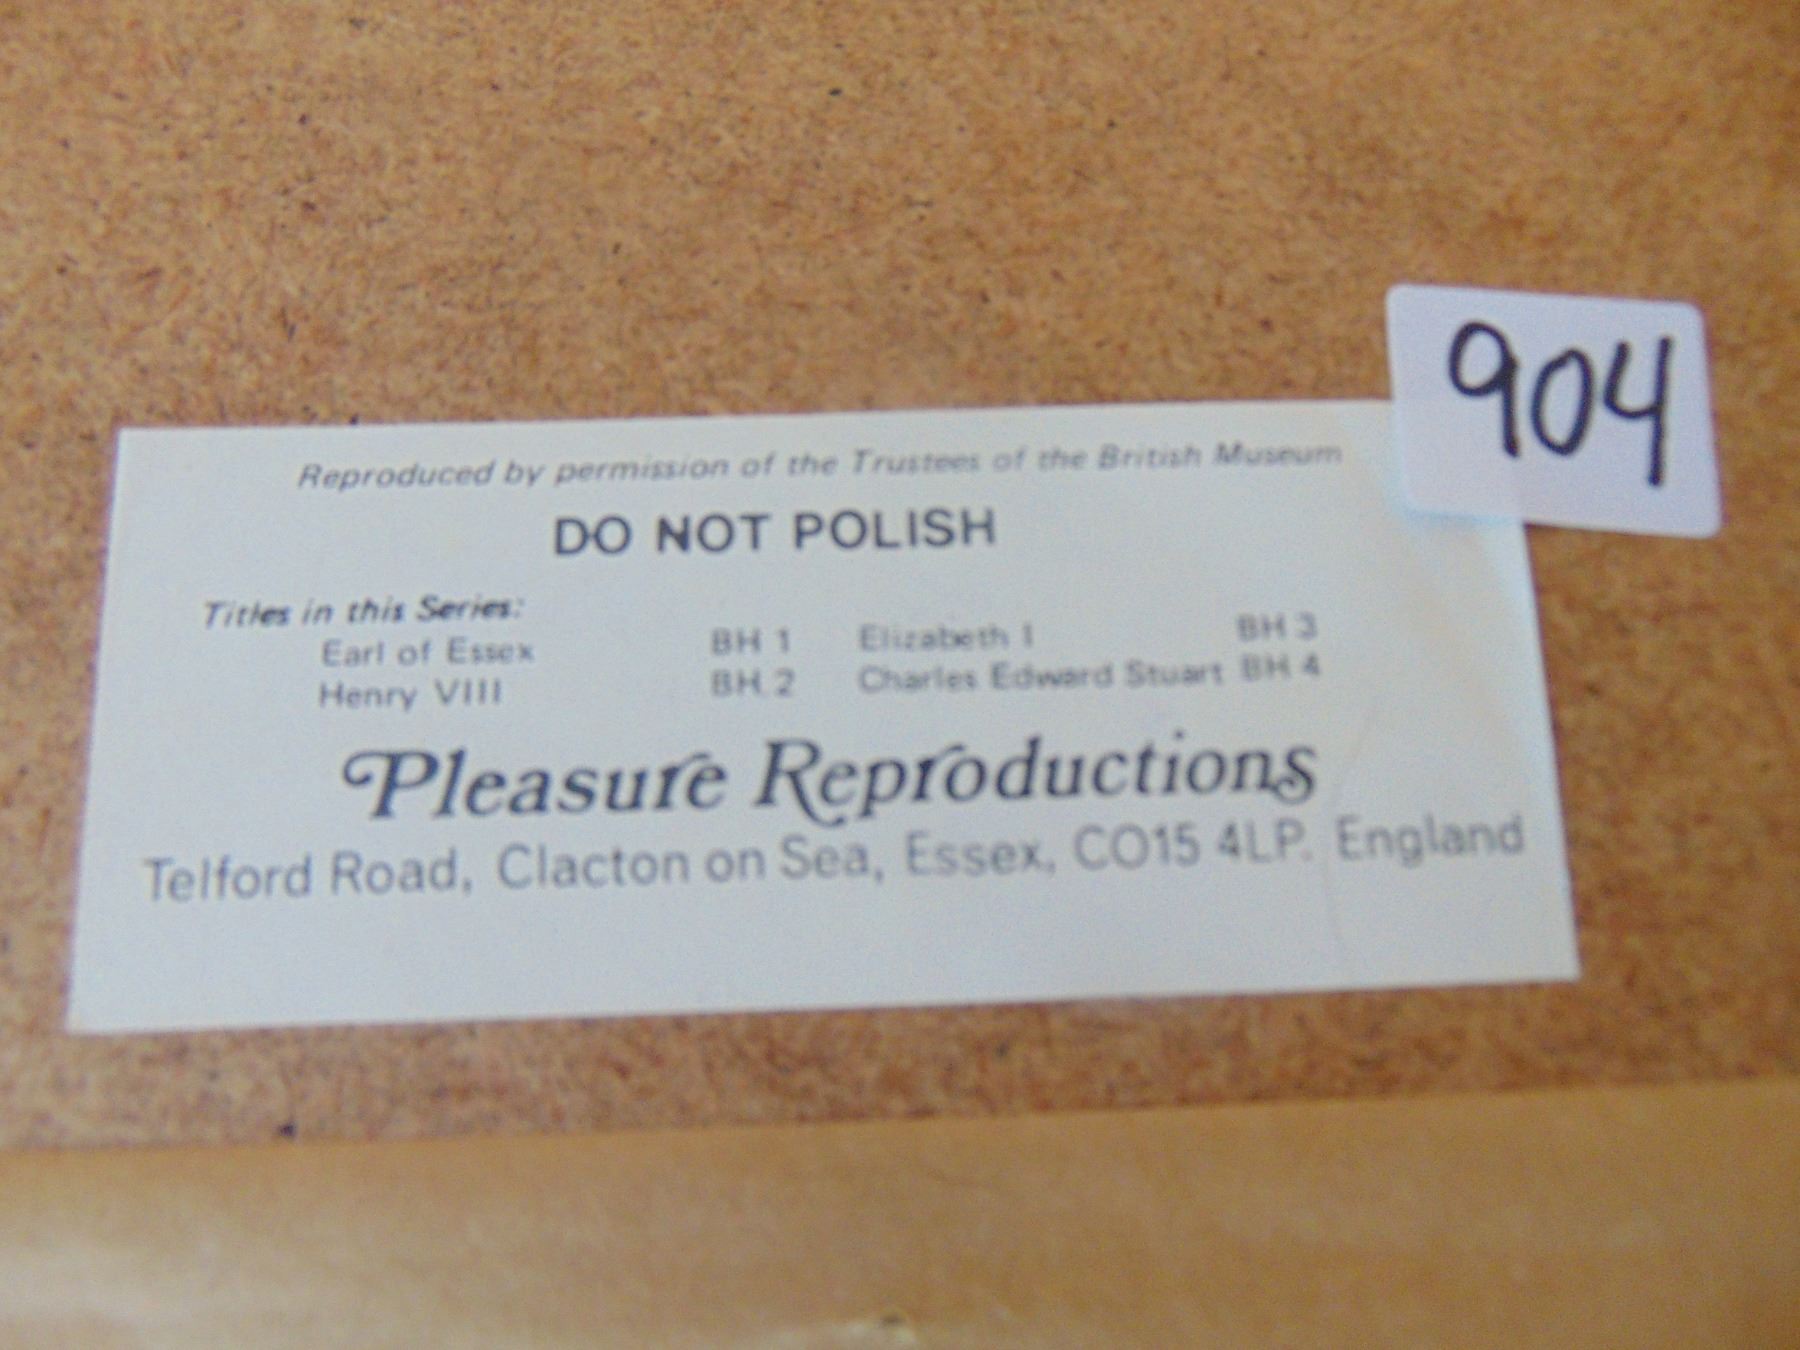 904
Reproduced by permission of the Trustees of the British Museum
DO NOT POLISH
Titles in this Series:
Earl of Essex BH 1 Elizabeth I BH 3
Henry VIII BH 2 Charles Edward Stuart BH 4
Pleasure Reproductions
Telford Road, Clacton on Sea, Essex, CO15 4LP. England